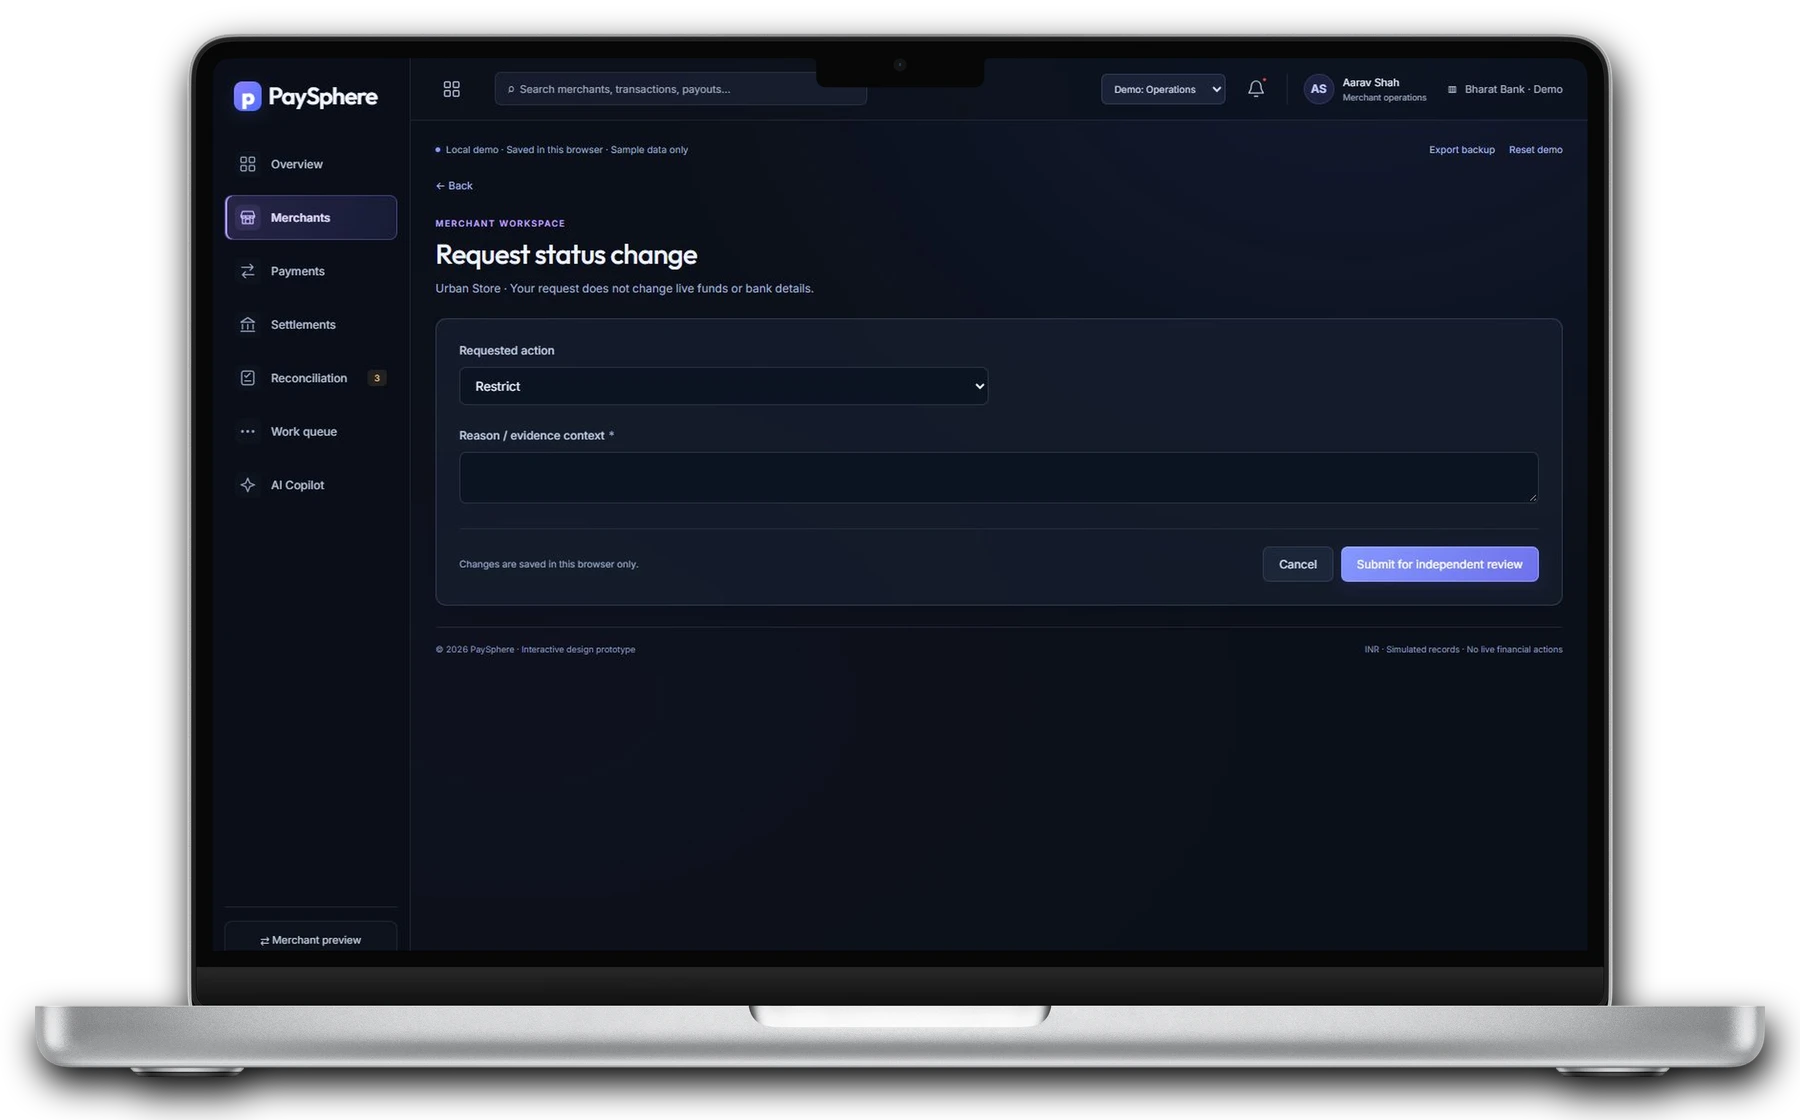 PaySphere
Search merchants, transactions, payouts...
Demo: Operations
AS
Aarav Shah
Merchant operations
Bharat Bank · Demo
Overview
Merchants
Payments
Settlements
Reconciliation 3
Work queue
AI Copilot
⇄ Merchant preview
Local demo · Saved in this browser · Sample data only
Export backup
Reset demo
← Back
MERCHANT WORKSPACE
Request status change
Urban Store · Your request does not change live funds or bank details.
Requested action
Restrict
Reason / evidence context *
Changes are saved in this browser only.
Cancel
Submit for independent review
© 2026 PaySphere · Interactive design prototype
INR · Simulated records · No live financial actions